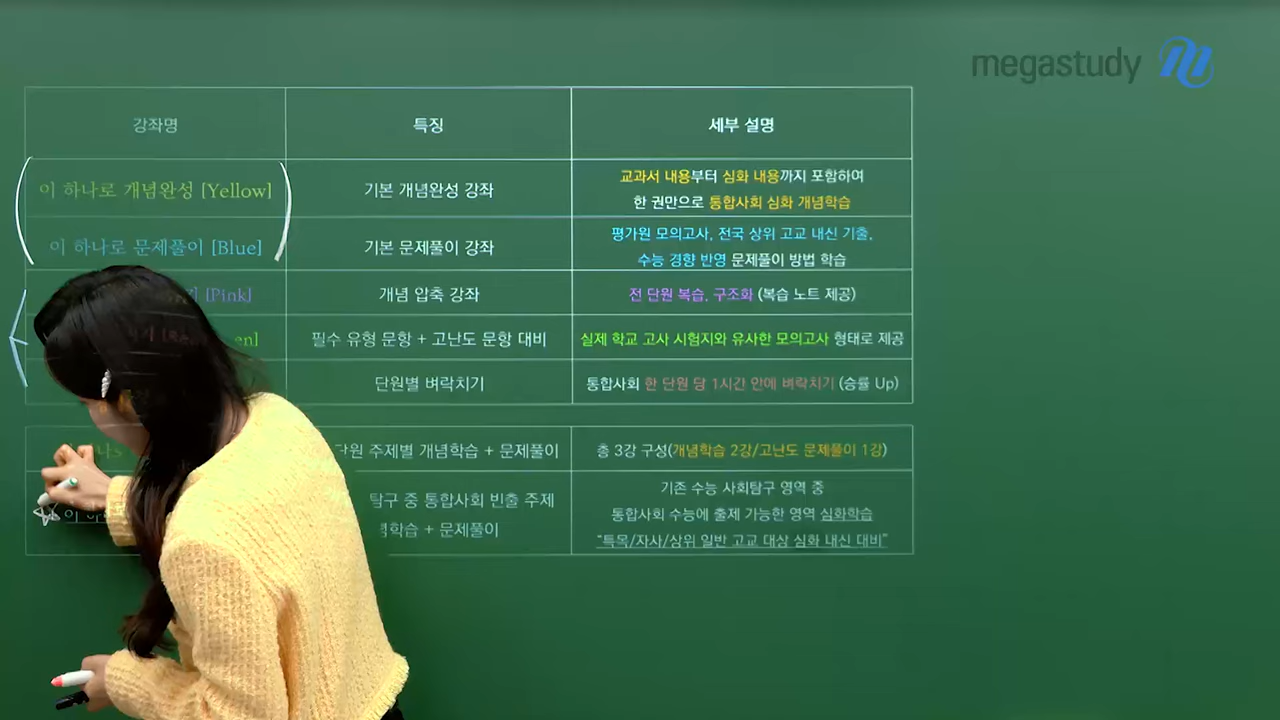 megastudy
강좌명 특징 세부 설명
이 하나로 개념완성 [Yellow] 기본 개념완성 강좌 교과서 내용부터 심화 내용까지 포함하여
한 권만으로 통합사회 심화 개념학습
이 하나로 문제풀이 [Blue] 기본 문제풀이 강좌 평가원 모의고사, 전국 상위 고교 내신 기출,
수능 경향 반영 문제풀이 방법 학습
[Pink] 개념 압축 강좌 전 단원 복습, 구조화 (복습 노트 제공)
en] 필수 유형 문항 + 고난도 문항 대비 실제 학교 고사 시험지와 유사한 모의고사 형태로 제공
단원별 벼락치기 통합사회 한 단원 당 1시간 안에 벼락치기 (승률 Up)
단원 주제별 개념학습 + 문제풀이 총 3강 구성(개념학습 2강/고난도 문제풀이 1강)
이 탐구 중 통합사회 빈출 주제 기존 수능 사회탐구 영역 중
학습 + 문제풀이 통합사회 수능에 출제 가능한 영역 심화학습
“특목/자사/상위 일반 고교 대상 심화 내신 대비”